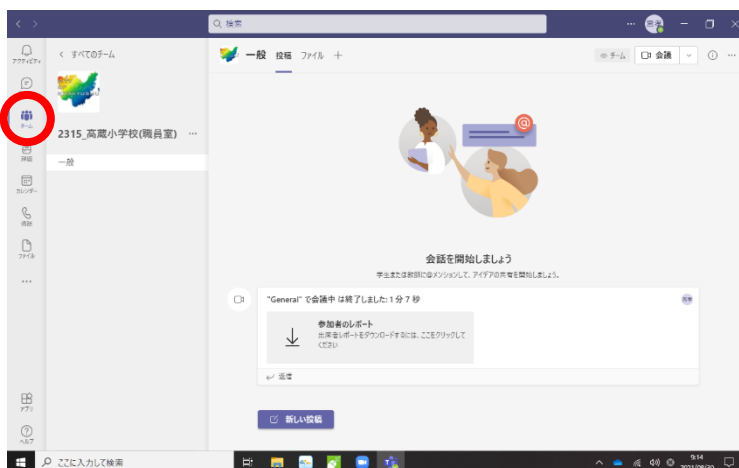 検索
アクティビティ
チーム
課題
カレンダー
通話
ファイル
アプリ
ヘルプ
< すべてのチーム
2315_高蔵小学校(職員室) …
一般
一般 投稿 ファイル +
チーム
会議
会話を開始しましょう
学生または教師に@メンションして、アイデアの共有を開始しましょう。
"General" で会議中 は終了しました: 1 分 7 秒
参加者のレポート
出席者レポートをダウンロードするには、ここをクリックして
ください
返信
新しい投稿
ここに入力して検索
9:14
2021/08/30